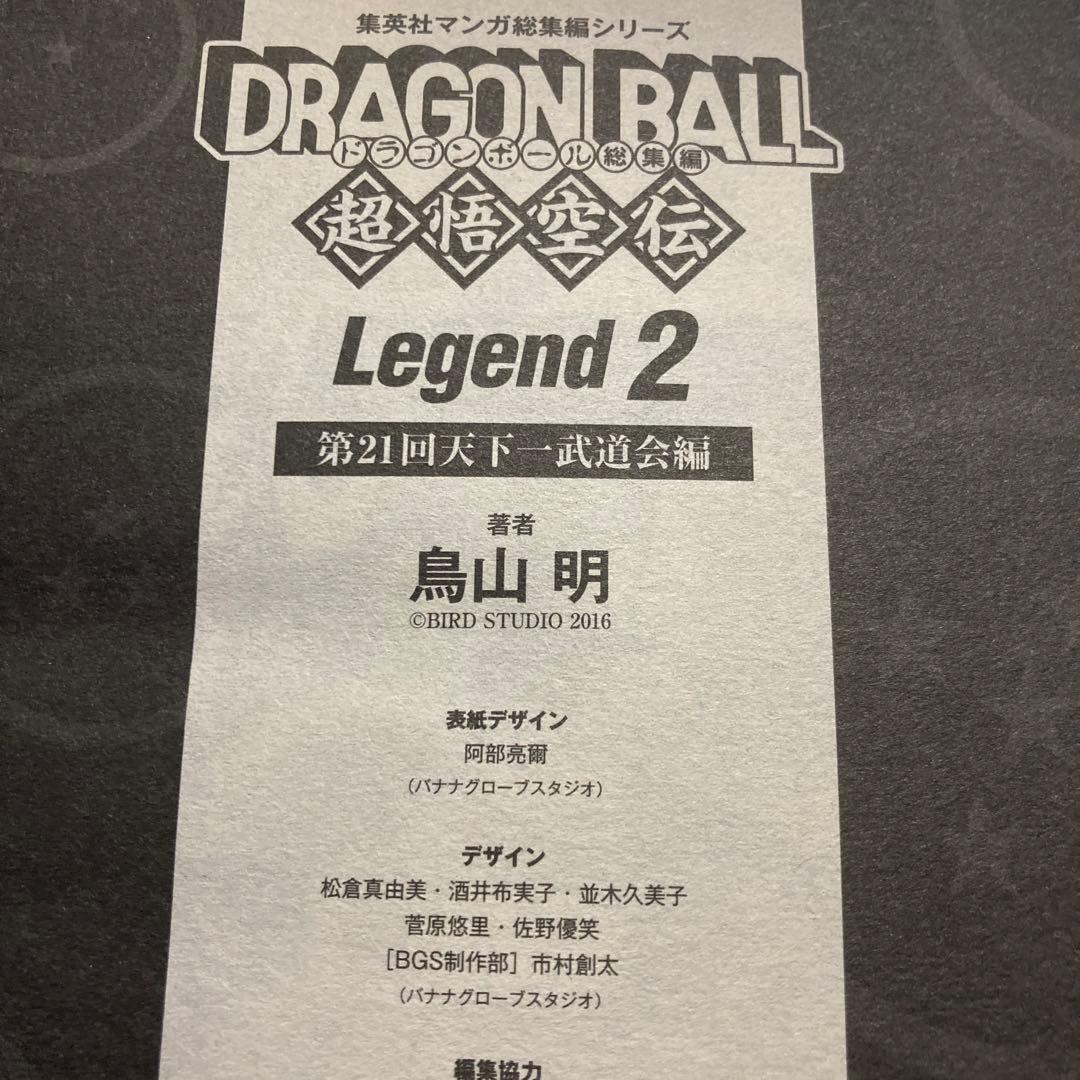 集英社マンガ総集編シリーズ
DRAGON BALL
ドラゴンボール総集編
超悟空伝
Legend 2
第21回天下一武道会編
著者
鳥山 明
©BIRD STUDIO 2016
表紙デザイン
阿部亮爾
（バナナグローブスタジオ）
デザイン
松倉真由美・酒井布実子・並木久美子
菅原悠里・佐野優笑
［BGS制作部］市村創太
（バナナグローブスタジオ）
編集協力